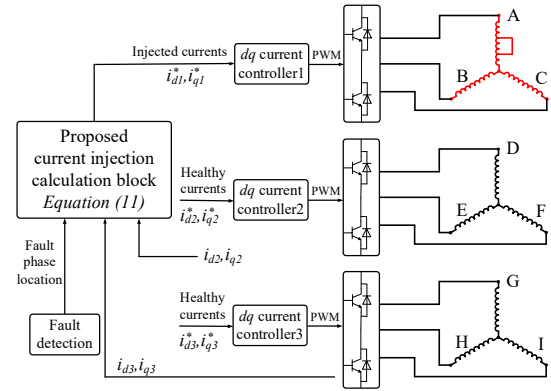 A
Injected currents
i*d1, i*q1
dq current
controller1
PWM
B
C
Proposed
current injection
calculation block
Equation (11)
Healthy
currents
i*d2, i*q2
dq current
controller2
PWM
D
E
F
Fault
phase
location
id2, iq2
G
Healthy
currents
i*d3, i*q3
dq current
controller3
PWM
Fault
detection
H
I
id3, iq3